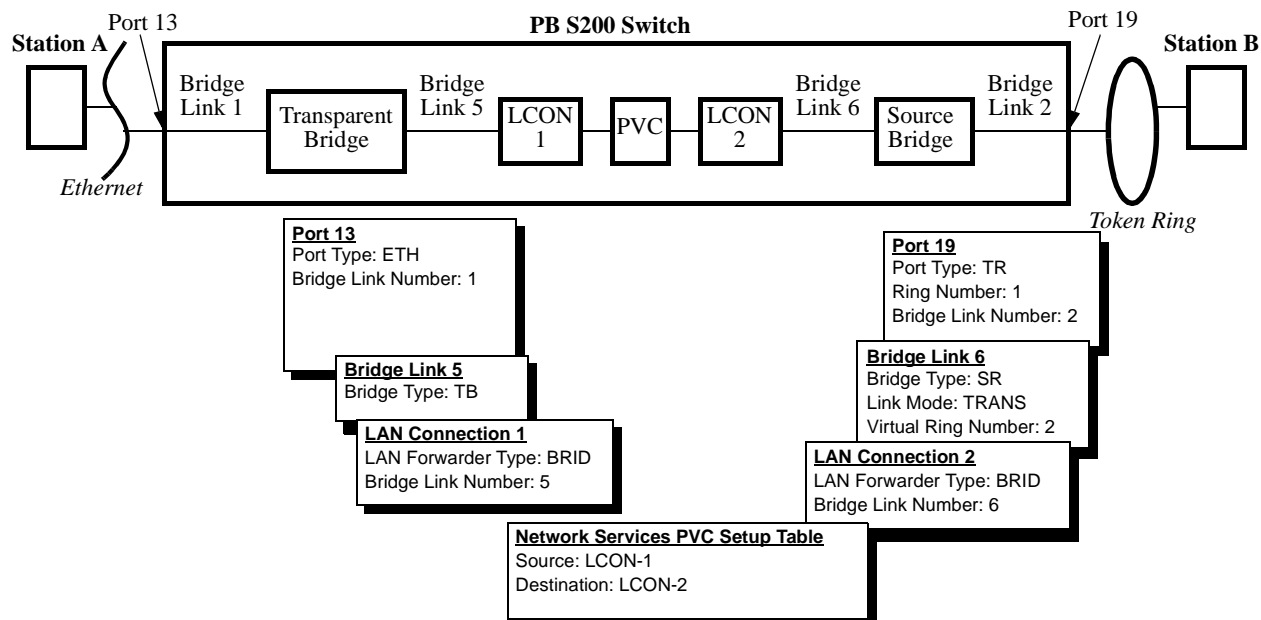 Port 13
PB S200 Switch
Port 19
Station A
Station B
Bridge
Link 1
Transparent
Bridge
Bridge
Link 5
LCON
1
PVC
LCON
2
Bridge
Link 6
Source
Bridge
Bridge
Link 2
Ethernet
Token Ring
Port 13
Port Type: ETH
Bridge Link Number: 1
Bridge Link 5
Bridge Type: TB
LAN Connection 1
LAN Forwarder Type: BRID
Bridge Link Number: 5
Port 19
Port Type: TR
Ring Number: 1
Bridge Link Number: 2
Bridge Link 6
Bridge Type: SR
Link Mode: TRANS
Virtual Ring Number: 2
LAN Connection 2
LAN Forwarder Type: BRID
Bridge Link Number: 6
Network Services PVC Setup Table
Source: LCON-1
Destination: LCON-2